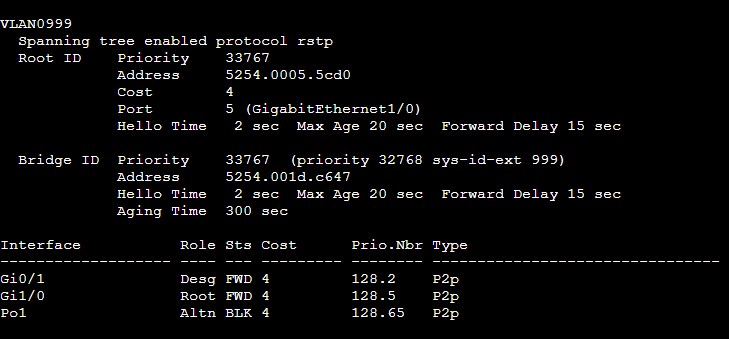 VLAN0999
  Spanning tree enabled protocol rstp
  Root ID    Priority    33767
             Address     5254.0005.5cd0
             Cost        4
             Port        5 (GigabitEthernet1/0)
             Hello Time   2 sec  Max Age 20 sec  Forward Delay 15 sec

  Bridge ID  Priority    33767  (priority 32768 sys-id-ext 999)
             Address     5254.001d.c647
             Hello Time   2 sec  Max Age 20 sec  Forward Delay 15 sec
             Aging Time  300 sec

Interface           Role Sts Cost      Prio.Nbr Type
------------------- ---- --- --------- -------- --------------------------------
Gi0/1               Desg FWD 4         128.2    P2p
Gi1/0               Root FWD 4         128.5    P2p
Po1                 Altn BLK 4         128.65   P2p